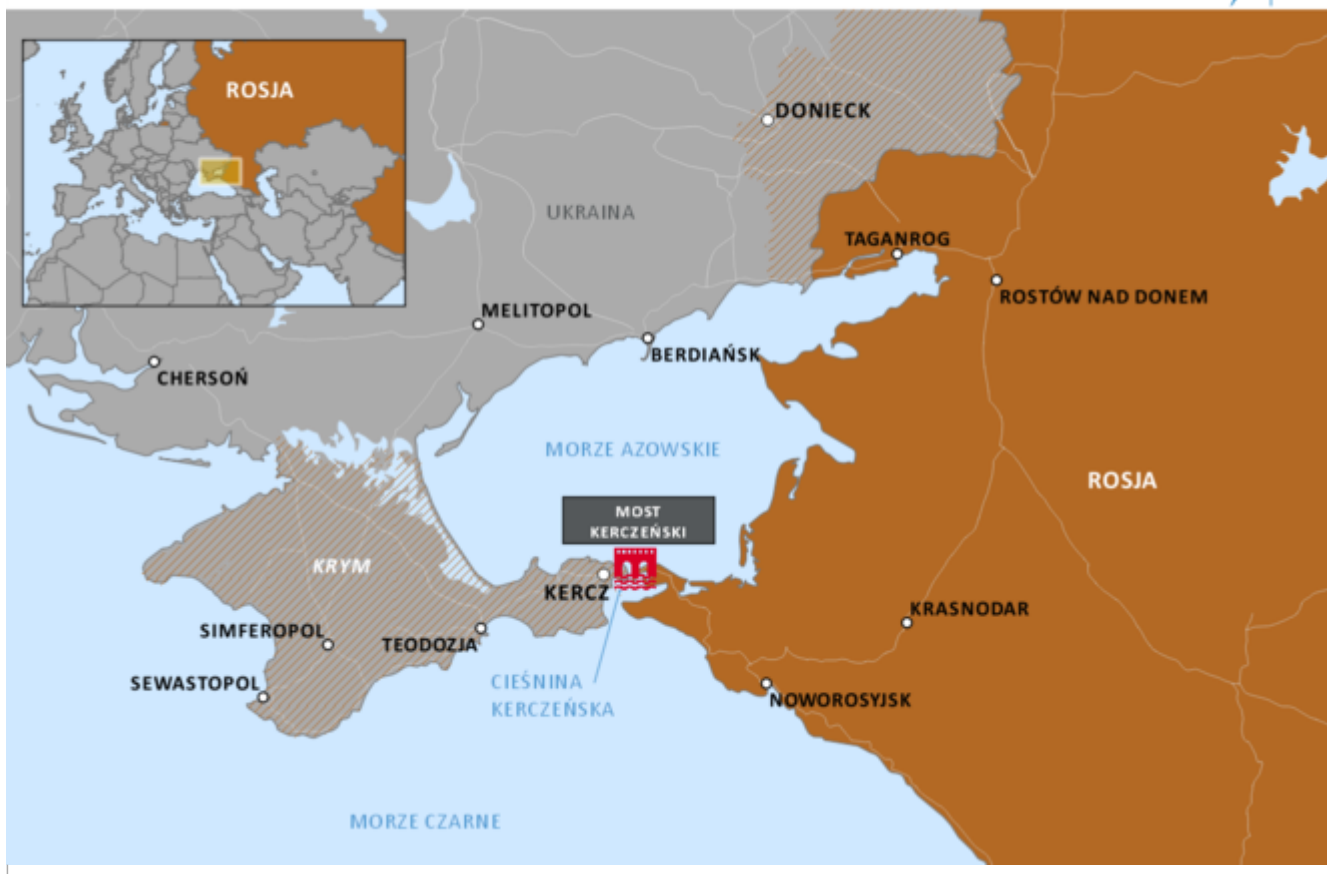 ROSJA
DONIECK
UKRAINA
TAGANROG
ROSTÓW NAD DONEM
MELITOPOL
BERDIAŃSK
CHERSOŃ
MORZE AZOWSKIE
ROSJA
MOST
KERCZEŃSKI
KRYM
KERCZ
KRASNODAR
SIMFEROPOL
TEODOZJA
SEWASTOPOL
CIEŚNINA
KERCZEŃSKA
NOWOROSYJSK
MORZE CZARNE